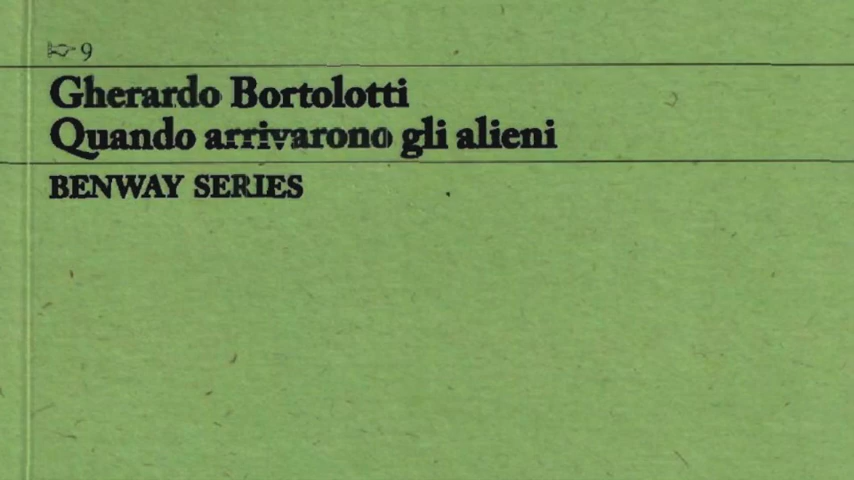 ☞ 9
Gherardo Bortolotti
Quando arrivarono gli alieni
BENWAY SERIES